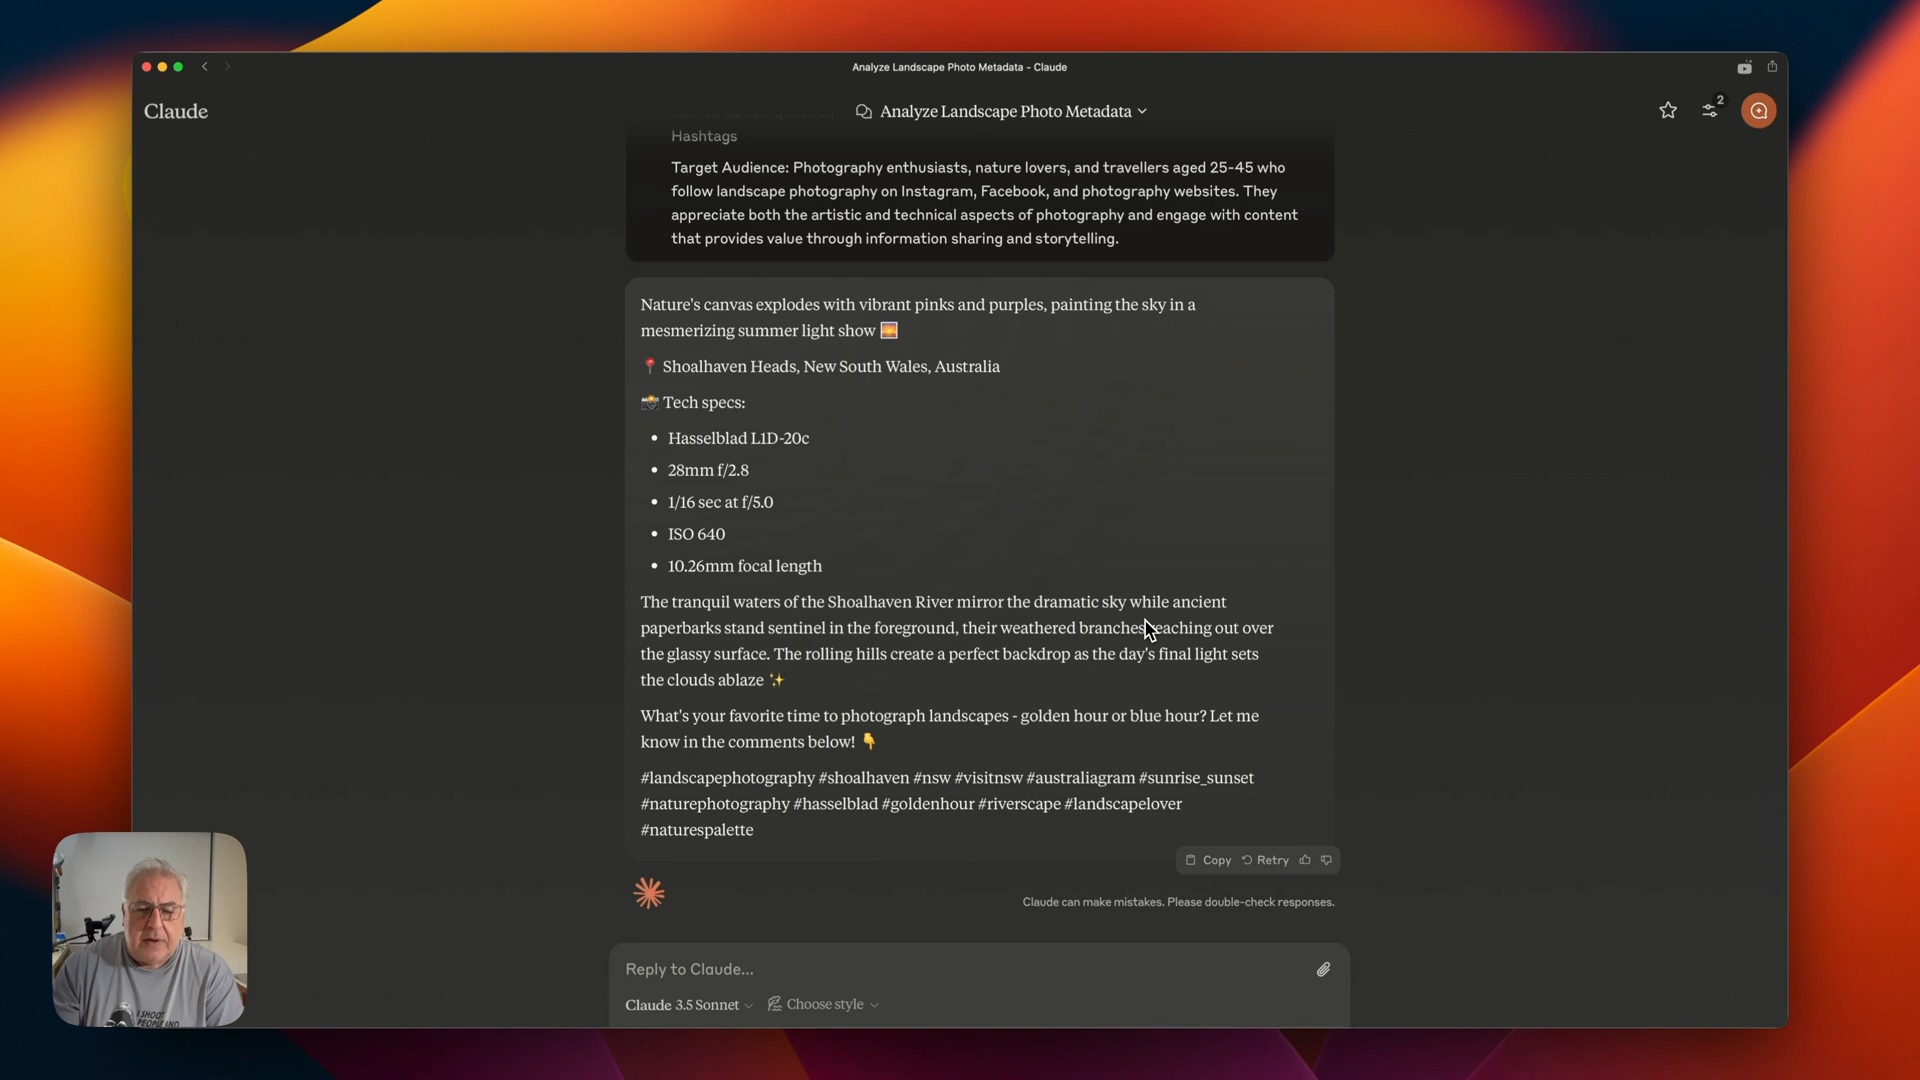 Analyze Landscape Photo Metadata - Claude
Claude
Analyze Landscape Photo Metadata
2
Hashtags
Target Audience: Photography enthusiasts, nature lovers, and travellers aged 25-45 who
follow landscape photography on Instagram, Facebook, and photography websites. They
appreciate both the artistic and technical aspects of photography and engage with content
that provides value through information sharing and storytelling.
Nature's canvas explodes with vibrant pinks and purples, painting the sky in a
mesmerizing summer light show 🌅
📍 Shoalhaven Heads, New South Wales, Australia
📸 Tech specs:
• Hasselblad L1D-20c
• 28mm f/2.8
• 1/16 sec at f/5.0
• ISO 640
• 10.26mm focal length
The tranquil waters of the Shoalhaven River mirror the dramatic sky while ancient
paperbarks stand sentinel in the foreground, their weathered branches reaching out over
the glassy surface. The rolling hills create a perfect backdrop as the day's final light sets
the clouds ablaze ✨
What's your favorite time to photograph landscapes - golden hour or blue hour? Let me
know in the comments below! 👇
#landscapephotography #shoalhaven #nsw #visitnsw #australiagram #sunrise_sunset
#naturephotography #hasselblad #goldenhour #riverscape #landscapelover
#naturespalette
Copy Retry
Claude can make mistakes. Please double-check responses.
Reply to Claude...
Claude 3.5 Sonnet Choose style
I SHOOT
PEOPLE AND